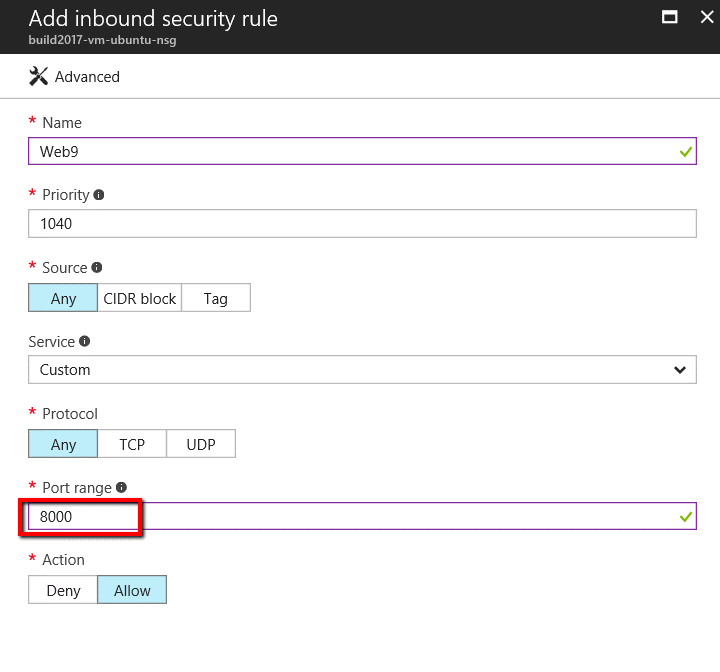 Add inbound security rule
build2017-vm-ubuntu-nsg
Advanced
* Name
Web9
* Priority
1040
* Source
Any CIDR block Tag
Service
Custom
* Protocol
Any TCP UDP
* Port range
8000
* Action
Deny Allow